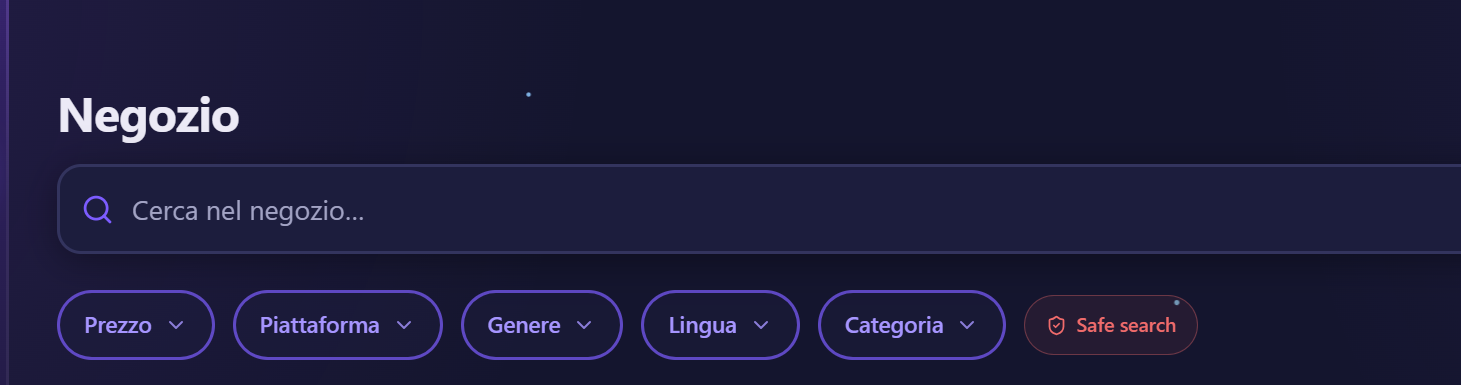 Negozio
Cerca nel negozio...
Prezzo Piattaforma Genere Lingua Categoria Safe search